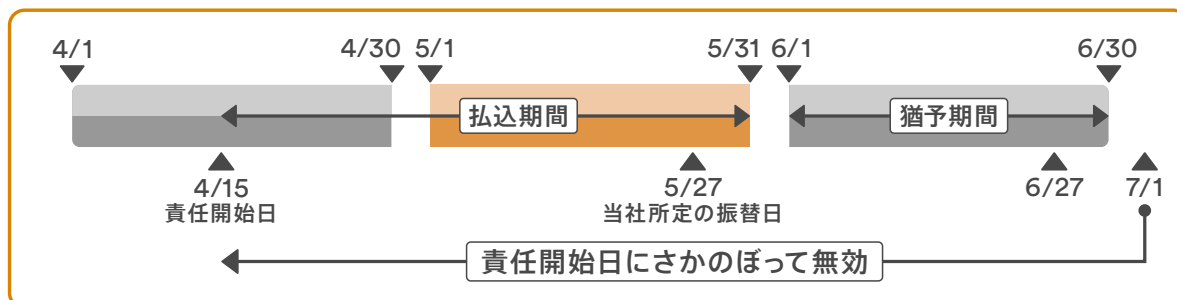 4/1 4/30 5/1 5/31 6/1 6/30
払込期間 猶予期間
4/15 5/27 6/27 7/1
責任開始日 当社所定の振替日
責任開始日にさかのぼって無効